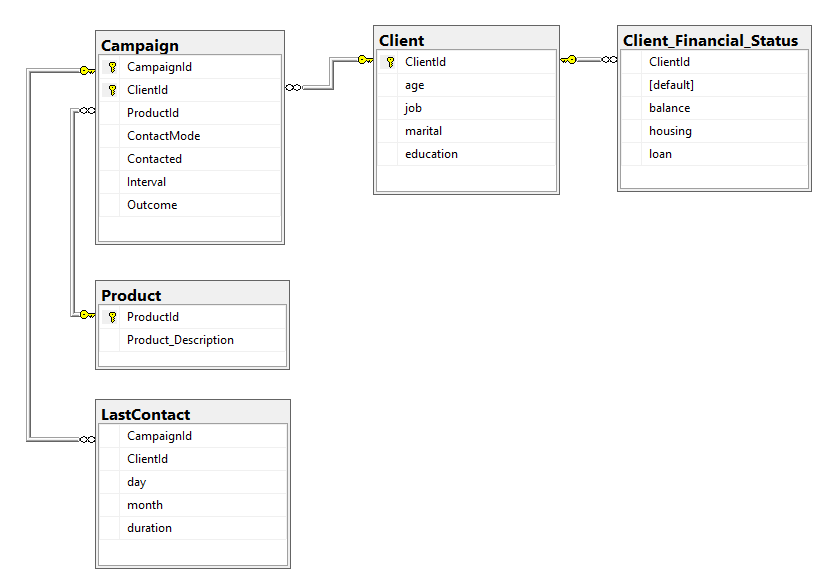 Campaign
CampaignId
ClientId
ProductId
ContactMode
Contacted
Interval
Outcome
Client
ClientId
age
job
marital
education
Client_Financial_Status
ClientId
[default]
balance
housing
loan
Product
ProductId
Product_Description
LastContact
CampaignId
ClientId
day
month
duration